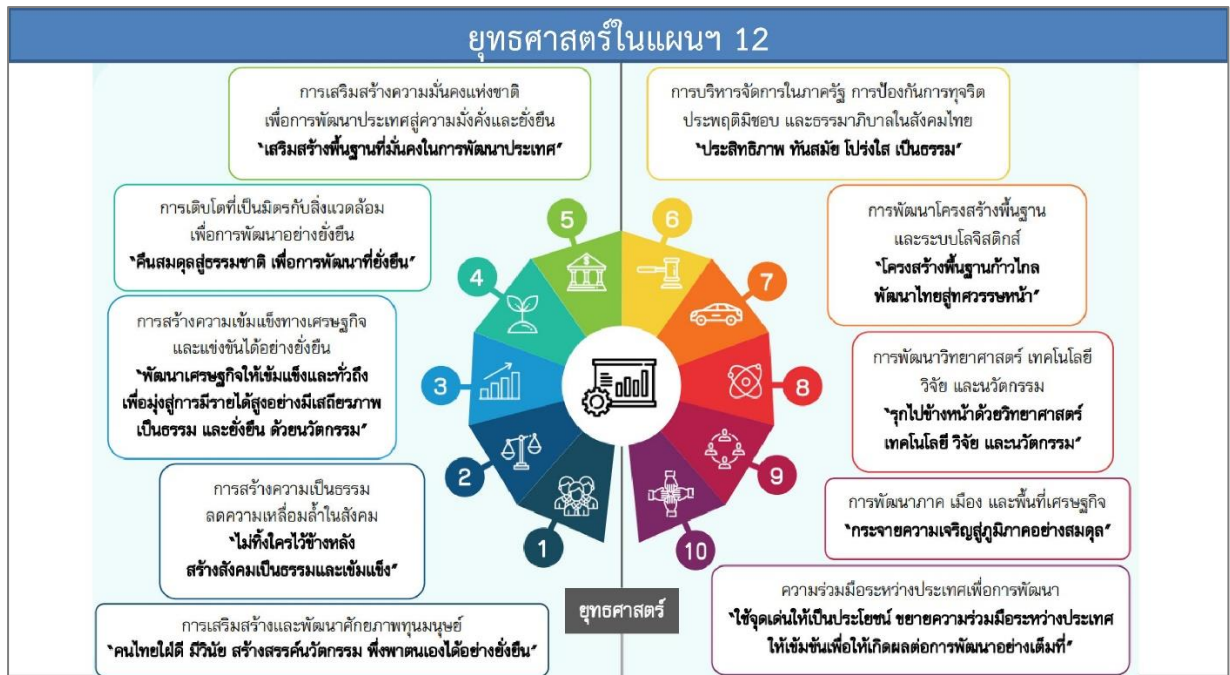 ยุทธศาสตร์ในแผนฯ 12
การเสริมสร้างความมั่นคงแห่งชาติ
เพื่อการพัฒนาประเทศสู่ความมั่งคั่งและยั่งยืน
“เสริมสร้างพื้นฐานที่มั่นคงในการพัฒนาประเทศ”
การเติบโตที่เป็นมิตรกับสิ่งแวดล้อม
เพื่อการพัฒนาอย่างยั่งยืน
“คืนสมดุลสู่ธรรมชาติ เพื่อการพัฒนาที่ยั่งยืน”
การสร้างความเข้มแข็งทางเศรษฐกิจ
และแข่งขันได้อย่างยั่งยืน
“พัฒนาเศรษฐกิจให้เข้มแข็งและทั่วถึง
เพื่อมุ่งสู่การมีรายได้สูงอย่างมีเสถียรภาพ
เป็นธรรม และยั่งยืน ด้วยนวัตกรรม”
การสร้างความเป็นธรรม
ลดความเหลื่อมล้ำในสังคม
“ไม่ทิ้งใครไว้ข้างหลัง
สร้างสังคมเป็นธรรมและเข้มแข็ง”
การเสริมสร้างและพัฒนาศักยภาพทุนมนุษย์
“คนไทยใฝ่ดี มีวินัย สร้างสรรค์นวัตกรรม พึ่งพาตนเองได้อย่างยั่งยืน”
5
4
3
2
1
6
7
8
9
10
ยุทธศาสตร์
การบริหารจัดการในภาครัฐ การป้องกันการทุจริต
ประพฤติมิชอบ และธรรมาภิบาลในสังคมไทย
“ประสิทธิภาพ ทันสมัย โปร่งใส เป็นธรรม”
การพัฒนาโครงสร้างพื้นฐาน
และระบบโลจิสติกส์
“โครงสร้างพื้นฐานก้าวไกล
พัฒนาไทยสู่ทศวรรษหน้า”
การพัฒนาวิทยาศาสตร์ เทคโนโลยี
วิจัย และนวัตกรรม
“รุกไปข้างหน้าด้วยวิทยาศาสตร์
เทคโนโลยี วิจัย และนวัตกรรม”
การพัฒนาภาค เมือง และพื้นที่เศรษฐกิจ
“กระจายความเจริญสู่ภูมิภาคอย่างสมดุล”
ความร่วมมือระหว่างประเทศเพื่อการพัฒนา
“ใช้จุดเด่นให้เป็นประโยชน์ ขยายความร่วมมือระหว่างประเทศ
ให้เข้มข้นเพื่อให้เกิดผลต่อการพัฒนาอย่างเต็มที่”